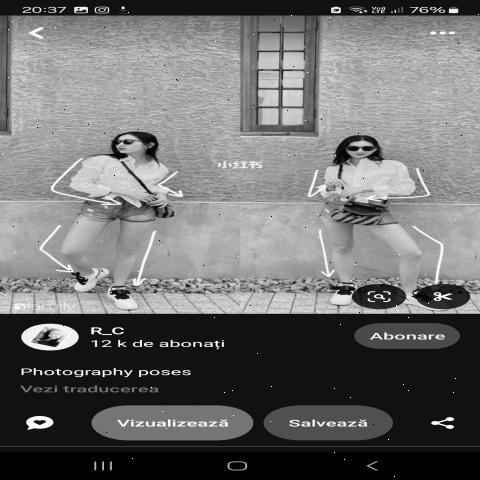 20:37
76%
小红书
R_C
12 k de abonați
Abonare
Photography poses
Vezi traducerea
Vizualizează
Salvează